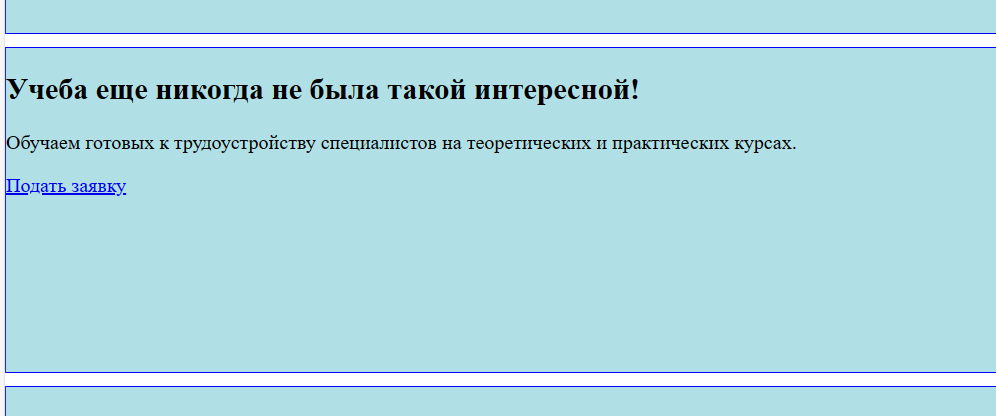 Учеба еще никогда не была такой интересной!
Обучаем готовых к трудоустройству специалистов на теоретических и практических курсах.
Подать заявку